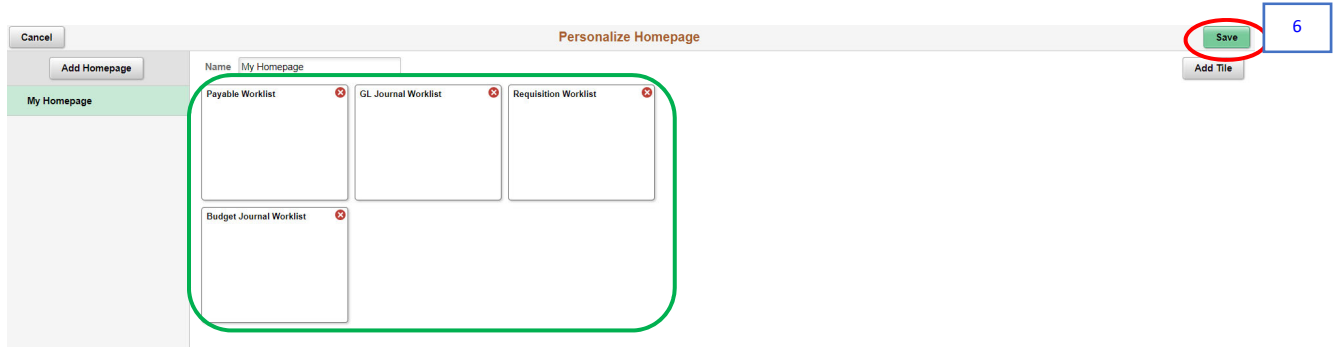 6
Cancel
Personalize Homepage
Save
Add Homepage
Name My Homepage
Add Tile
My Homepage
Payable Worklist
GL Journal Worklist
Requisition Worklist
Budget Journal Worklist